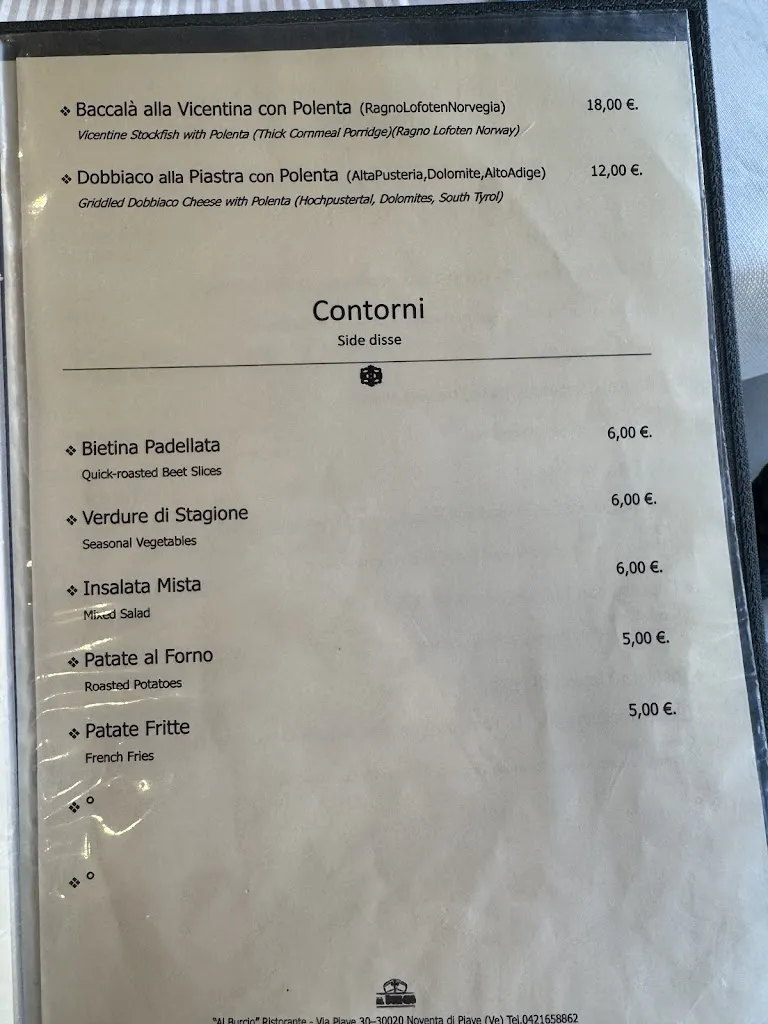 Baccalà alla Vicentina con Polenta (RagnoLofotenNorvegia) 18,00 €.
Vicentine Stockfish with Polenta (Thick Cornmeal Porridge)(Ragno Lofoten Norway)
Dobbiaco alla Piastra con Polenta (AltaPusteria,Dolomite,AltoAdige) 12,00 €.
Griddled Dobbiaco Cheese with Polenta (Hochpustertal, Dolomites, South Tyrol)
Contorni
Side disse
Bietina Padellata 6,00 €.
Quick-roasted Beet Slices
Verdure di Stagione 6,00 €.
Seasonal Vegetables
Insalata Mista 6,00 €.
Mixed Salad
Patate al Forno 5,00 €.
Roasted Potatoes
Patate Fritte 5,00 €.
French Fries
°
°
"Al Burcio" Ristorante - Via Piave 30–30020 Noventa di Piave (Ve) Tel.0421658862